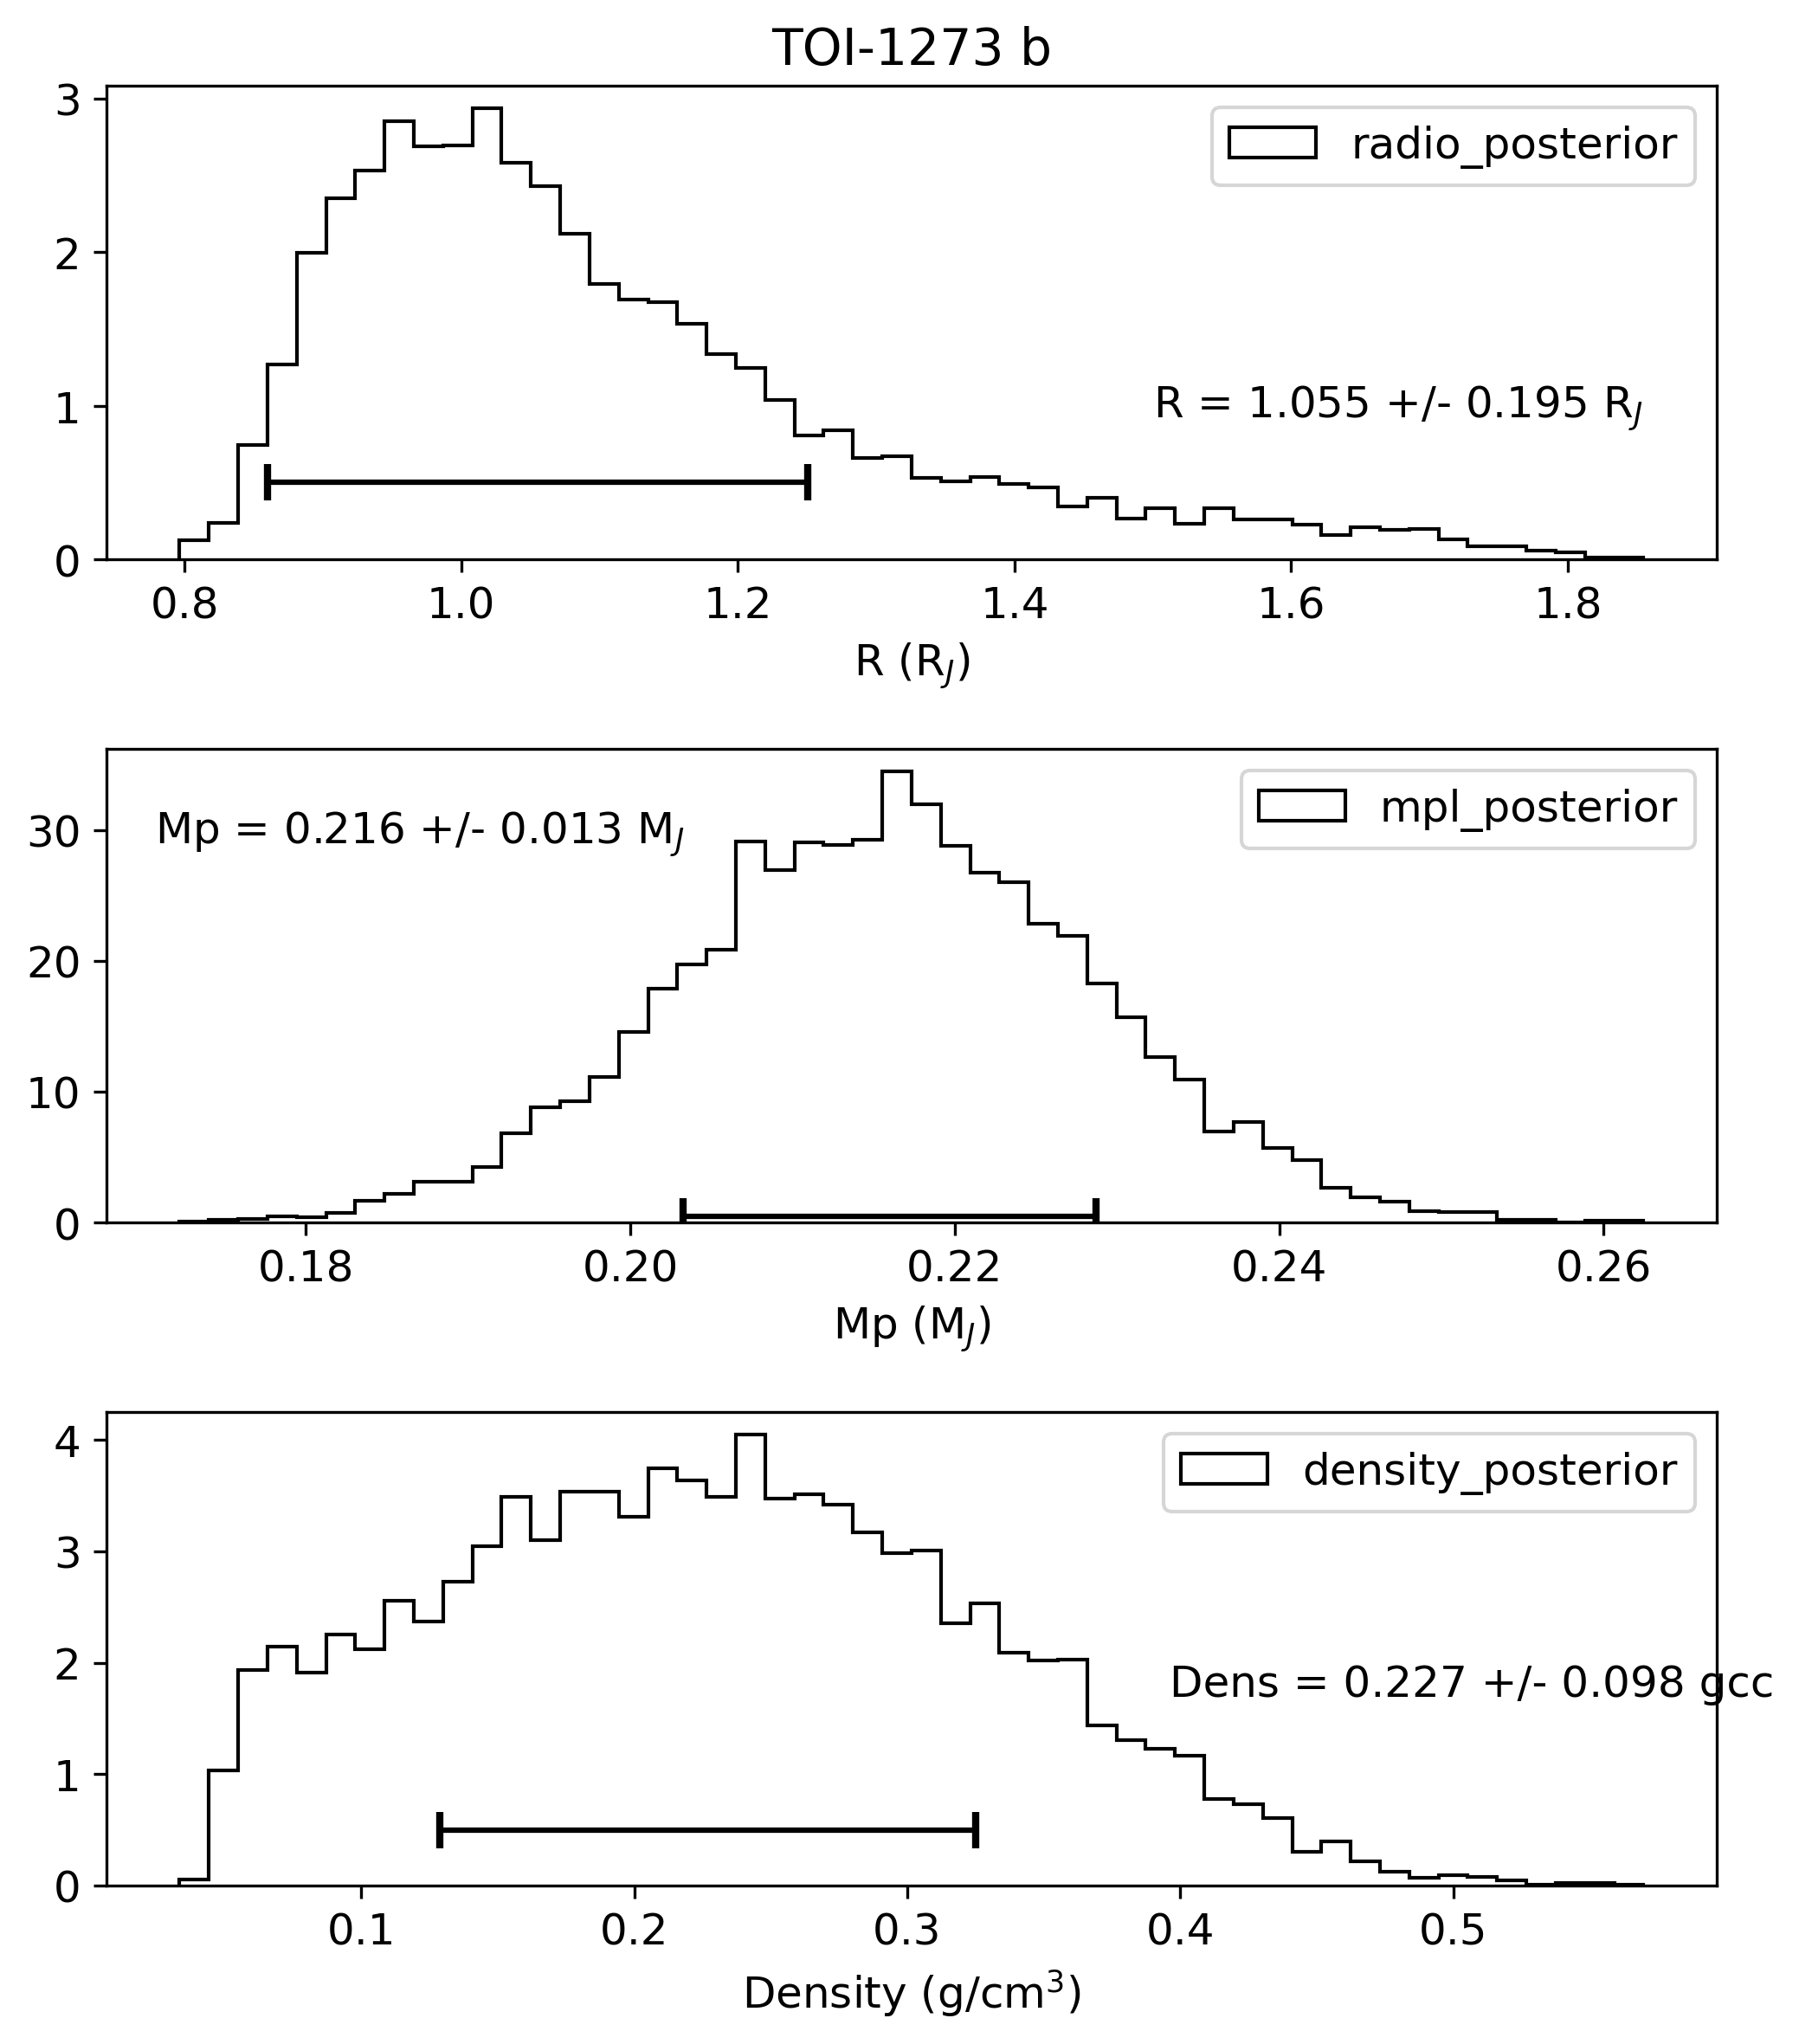 TOI-1273 b
3
2
1
0
radio_posterior
R = 1.055 +/- 0.195 R_J
0.8 1.0 1.2 1.4 1.6 1.8
R (R_J)
30
20
10
0
Mp = 0.216 +/- 0.013 M_J
mpl_posterior
0.18 0.20 0.22 0.24 0.26
Mp (M_J)
4
3
2
1
0
density_posterior
Dens = 0.227 +/- 0.098 gcc
0.1 0.2 0.3 0.4 0.5
Density (g/cm³)